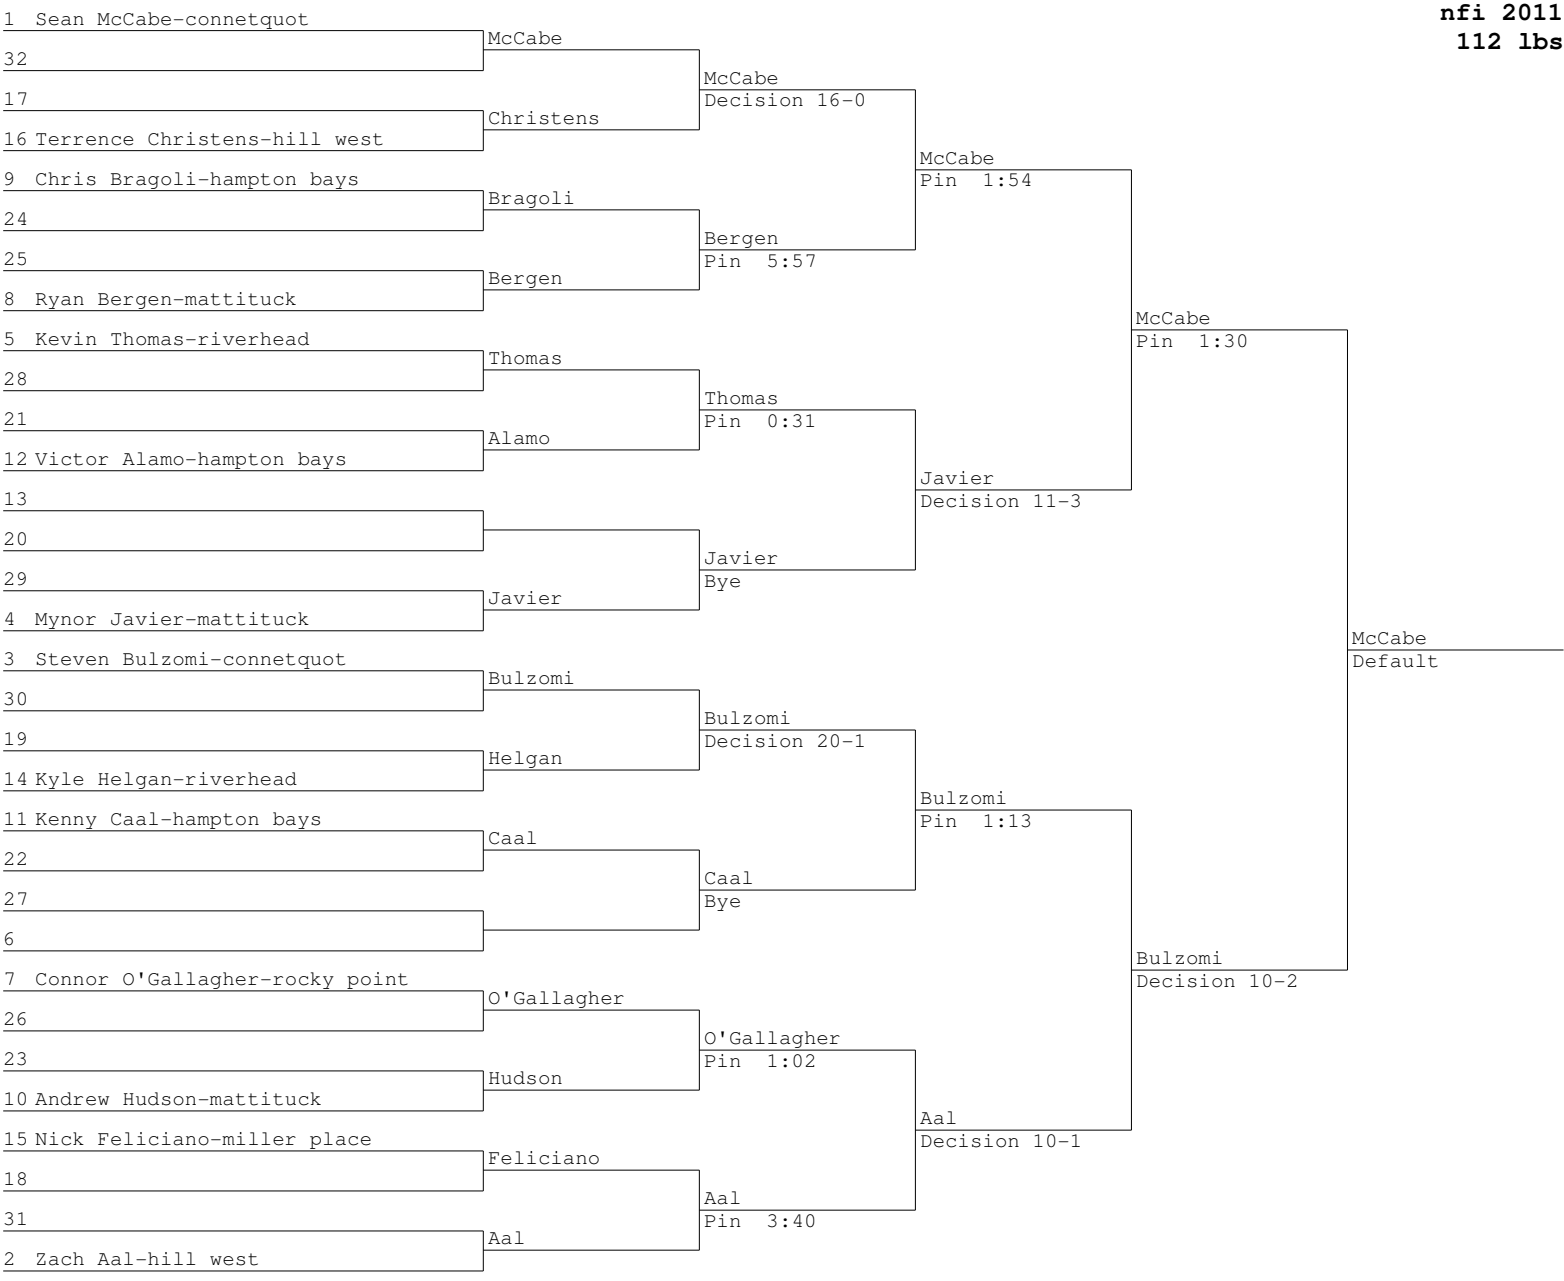 nfi 2011
112 lbs
1 Sean McCabe-connetquot
32
17
16 Terrence Christens-hill west
9 Chris Bragoli-hampton bays
24
25
8 Ryan Bergen-mattituck
5 Kevin Thomas-riverhead
28
21
12 Victor Alamo-hampton bays
13
20
29
4 Mynor Javier-mattituck
3 Steven Bulzomi-connetquot
30
19
14 Kyle Helgan-riverhead
11 Kenny Caal-hampton bays
22
27
6
7 Connor O'Gallagher-rocky point
26
23
10 Andrew Hudson-mattituck
15 Nick Feliciano-miller place
18
31
2 Zach Aal-hill west
McCabe
Christens
Bragoli
Bergen
Thomas
Alamo
Javier
Bulzomi
Helgan
Caal
O'Gallagher
Hudson
Feliciano
Aal
McCabe
Decision 16-0
Bergen
Pin 5:57
Thomas
Pin 0:31
Javier
Bye
Bulzomi
Decision 20-1
Caal
Bye
O'Gallagher
Pin 1:02
Aal
Pin 3:40
McCabe
Pin 1:54
Javier
Decision 11-3
Bulzomi
Pin 1:13
Aal
Decision 10-1
McCabe
Pin 1:30
Bulzomi
Decision 10-2
McCabe
Default